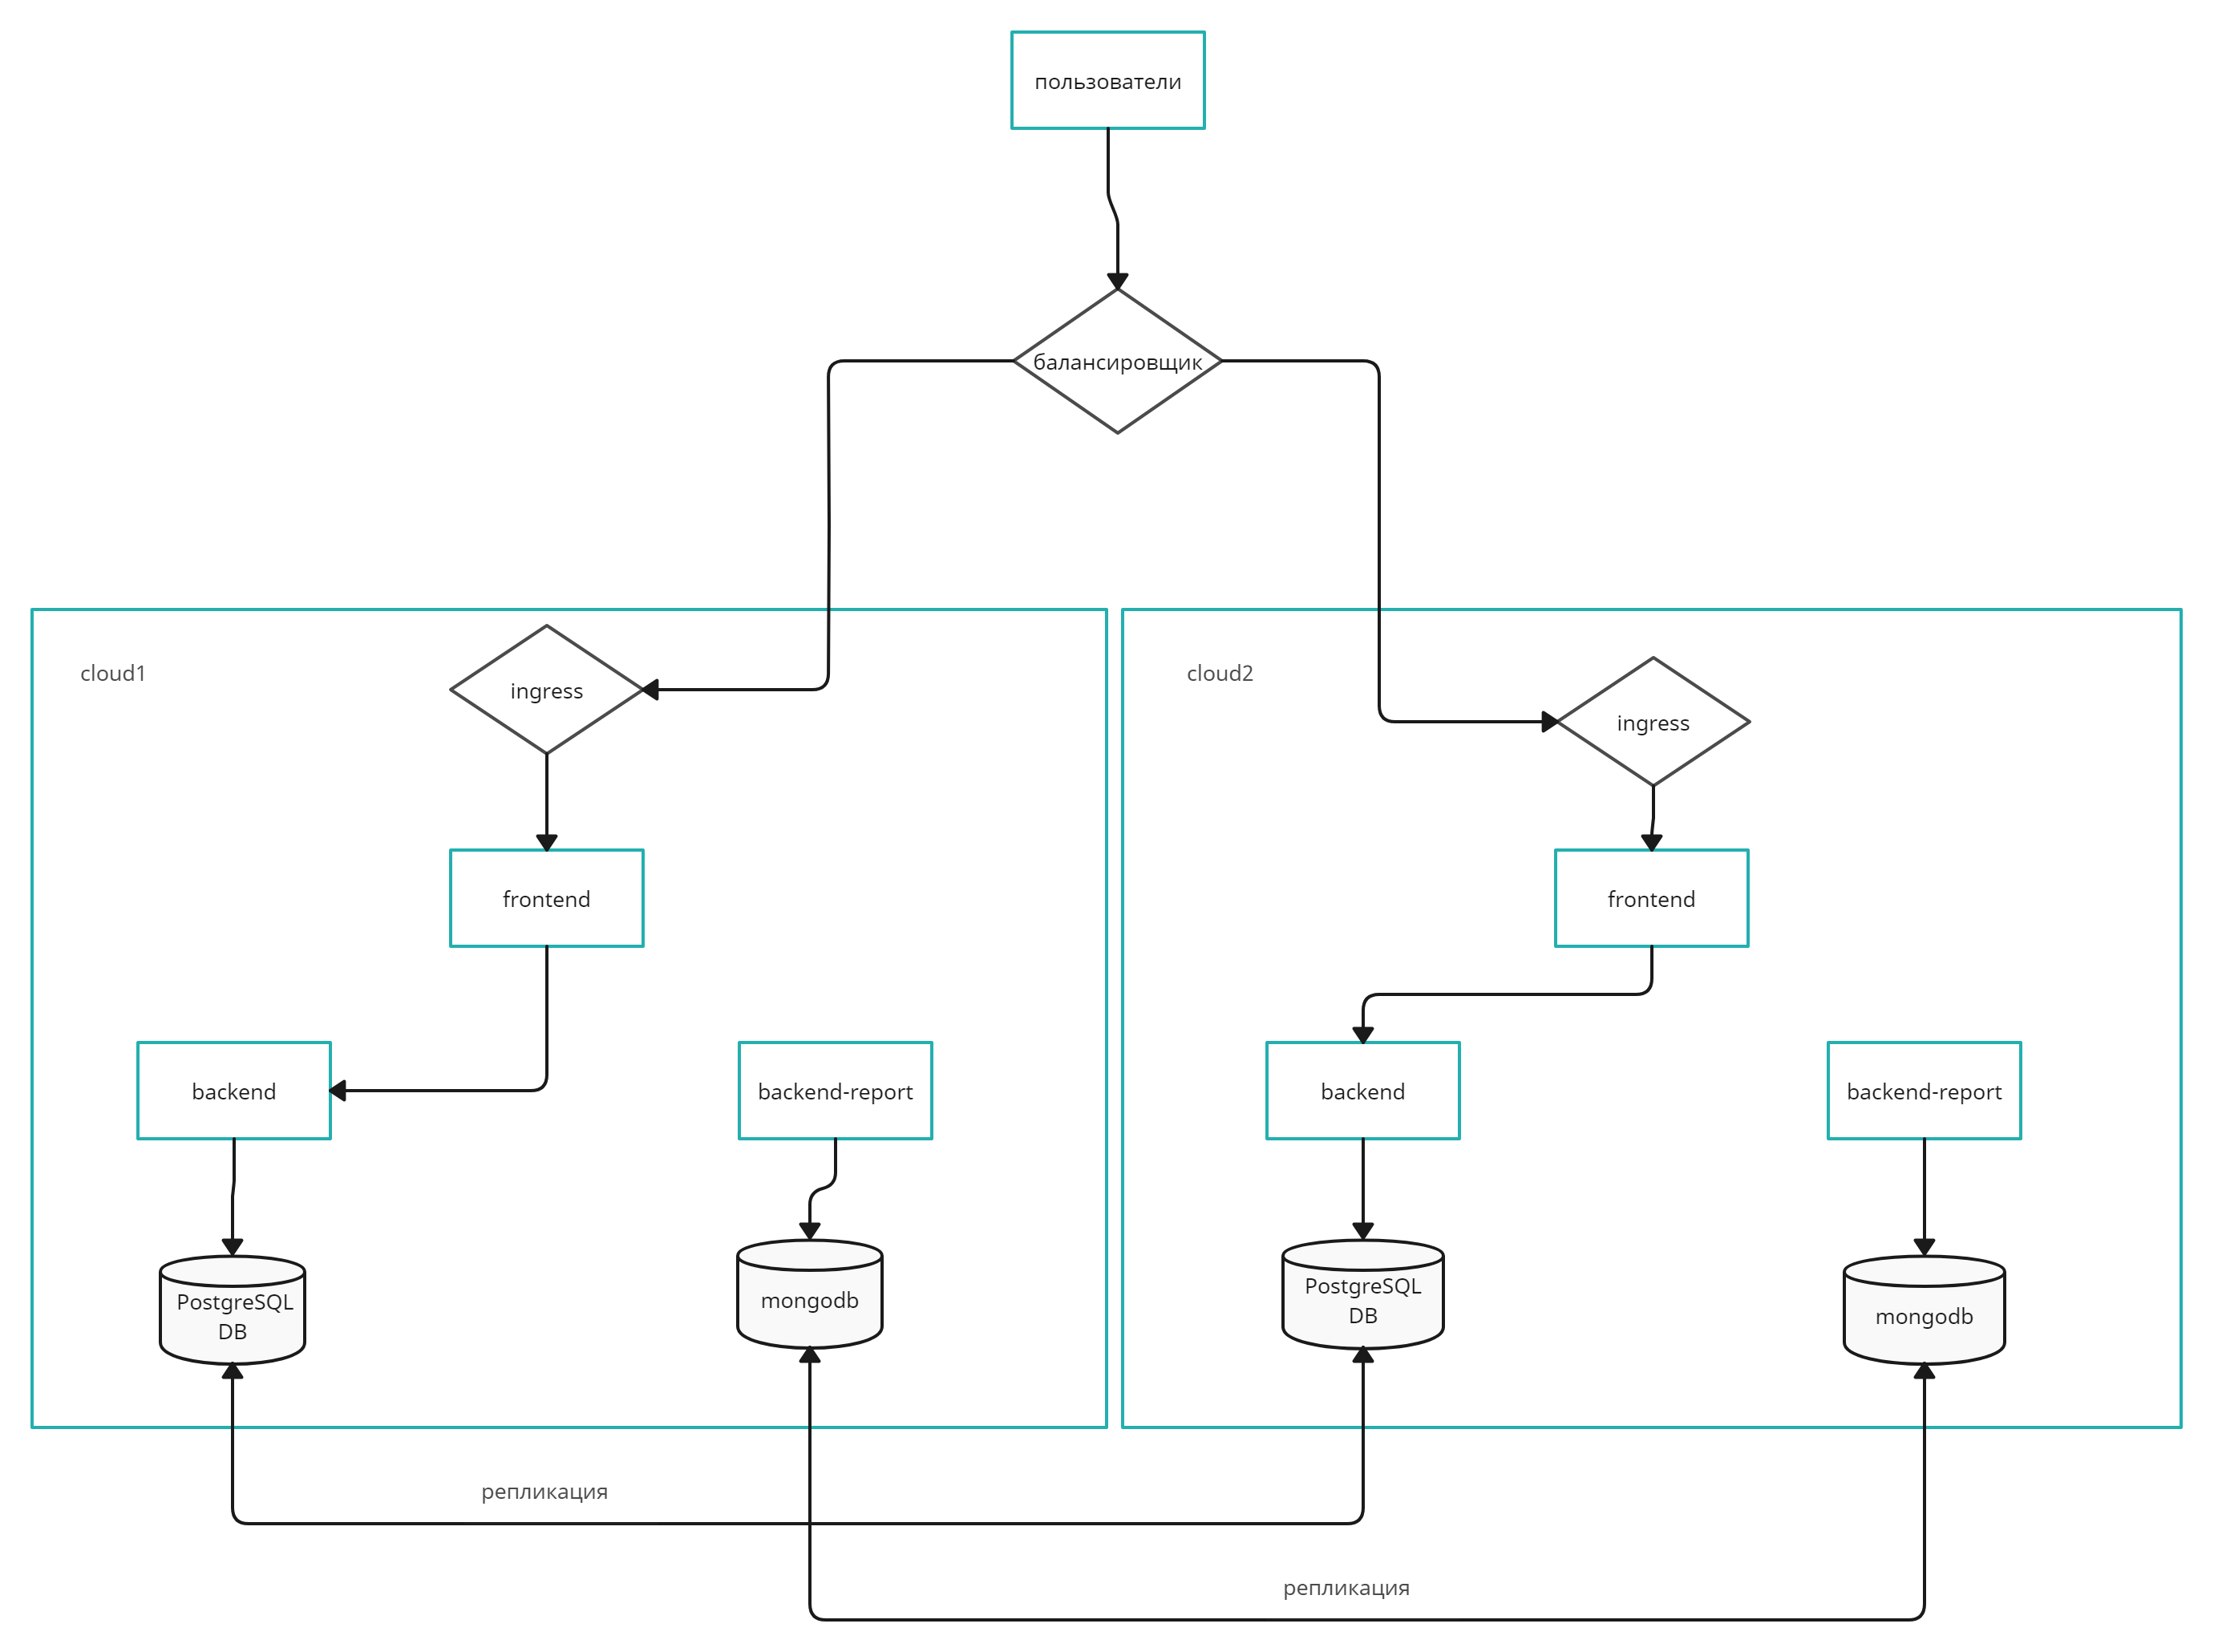 пользователи
балансировщик
cloud1
ingress
frontend
backend
backend-report
PostgreSQL
DB
mongodb
cloud2
ingress
frontend
backend
backend-report
PostgreSQL
DB
mongodb
репликация
репликация